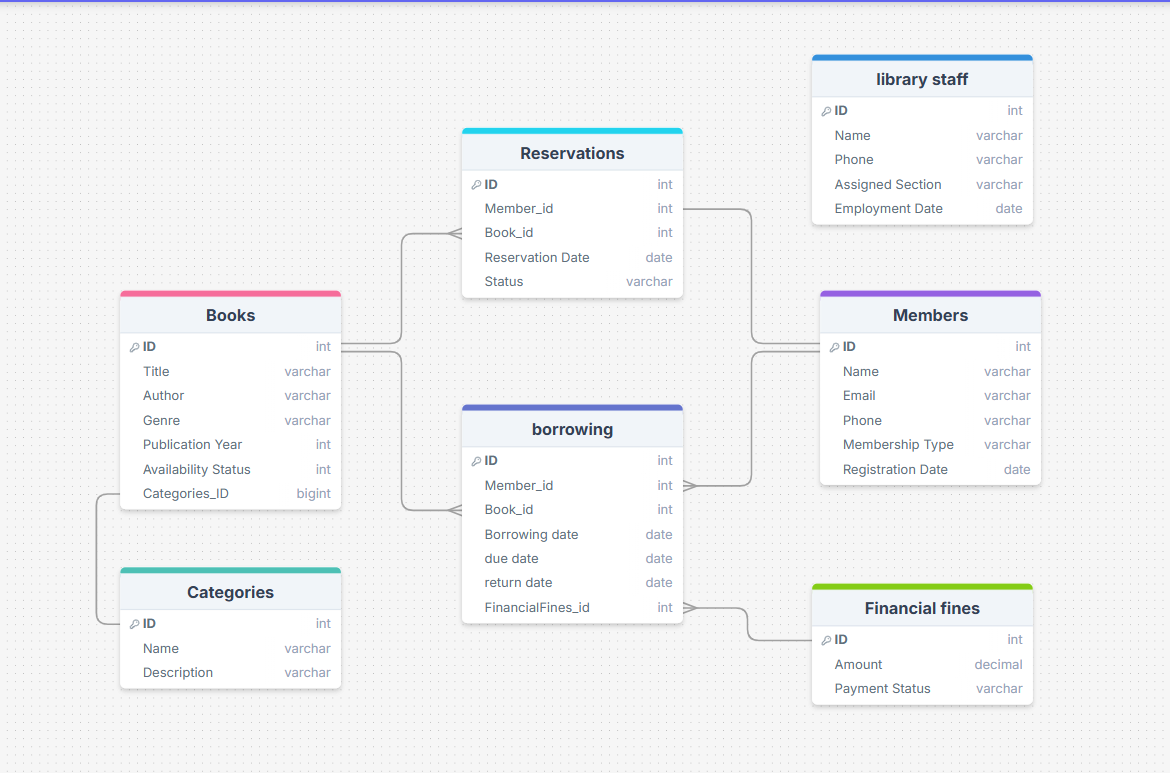 library staff
ID int
Name varchar
Phone varchar
Assigned Section varchar
Employment Date date
Reservations
ID int
Member_id int
Book_id int
Reservation Date date
Status varchar
Books
ID int
Title varchar
Author varchar
Genre varchar
Publication Year int
Availability Status int
Categories_ID bigint
Members
ID int
Name varchar
Email varchar
Phone varchar
Membership Type varchar
Registration Date date
borrowing
ID int
Member_id int
Book_id int
Borrowing date date
due date date
return date date
FinancialFines_id int
Categories
ID int
Name varchar
Description varchar
Financial fines
ID int
Amount decimal
Payment Status varchar